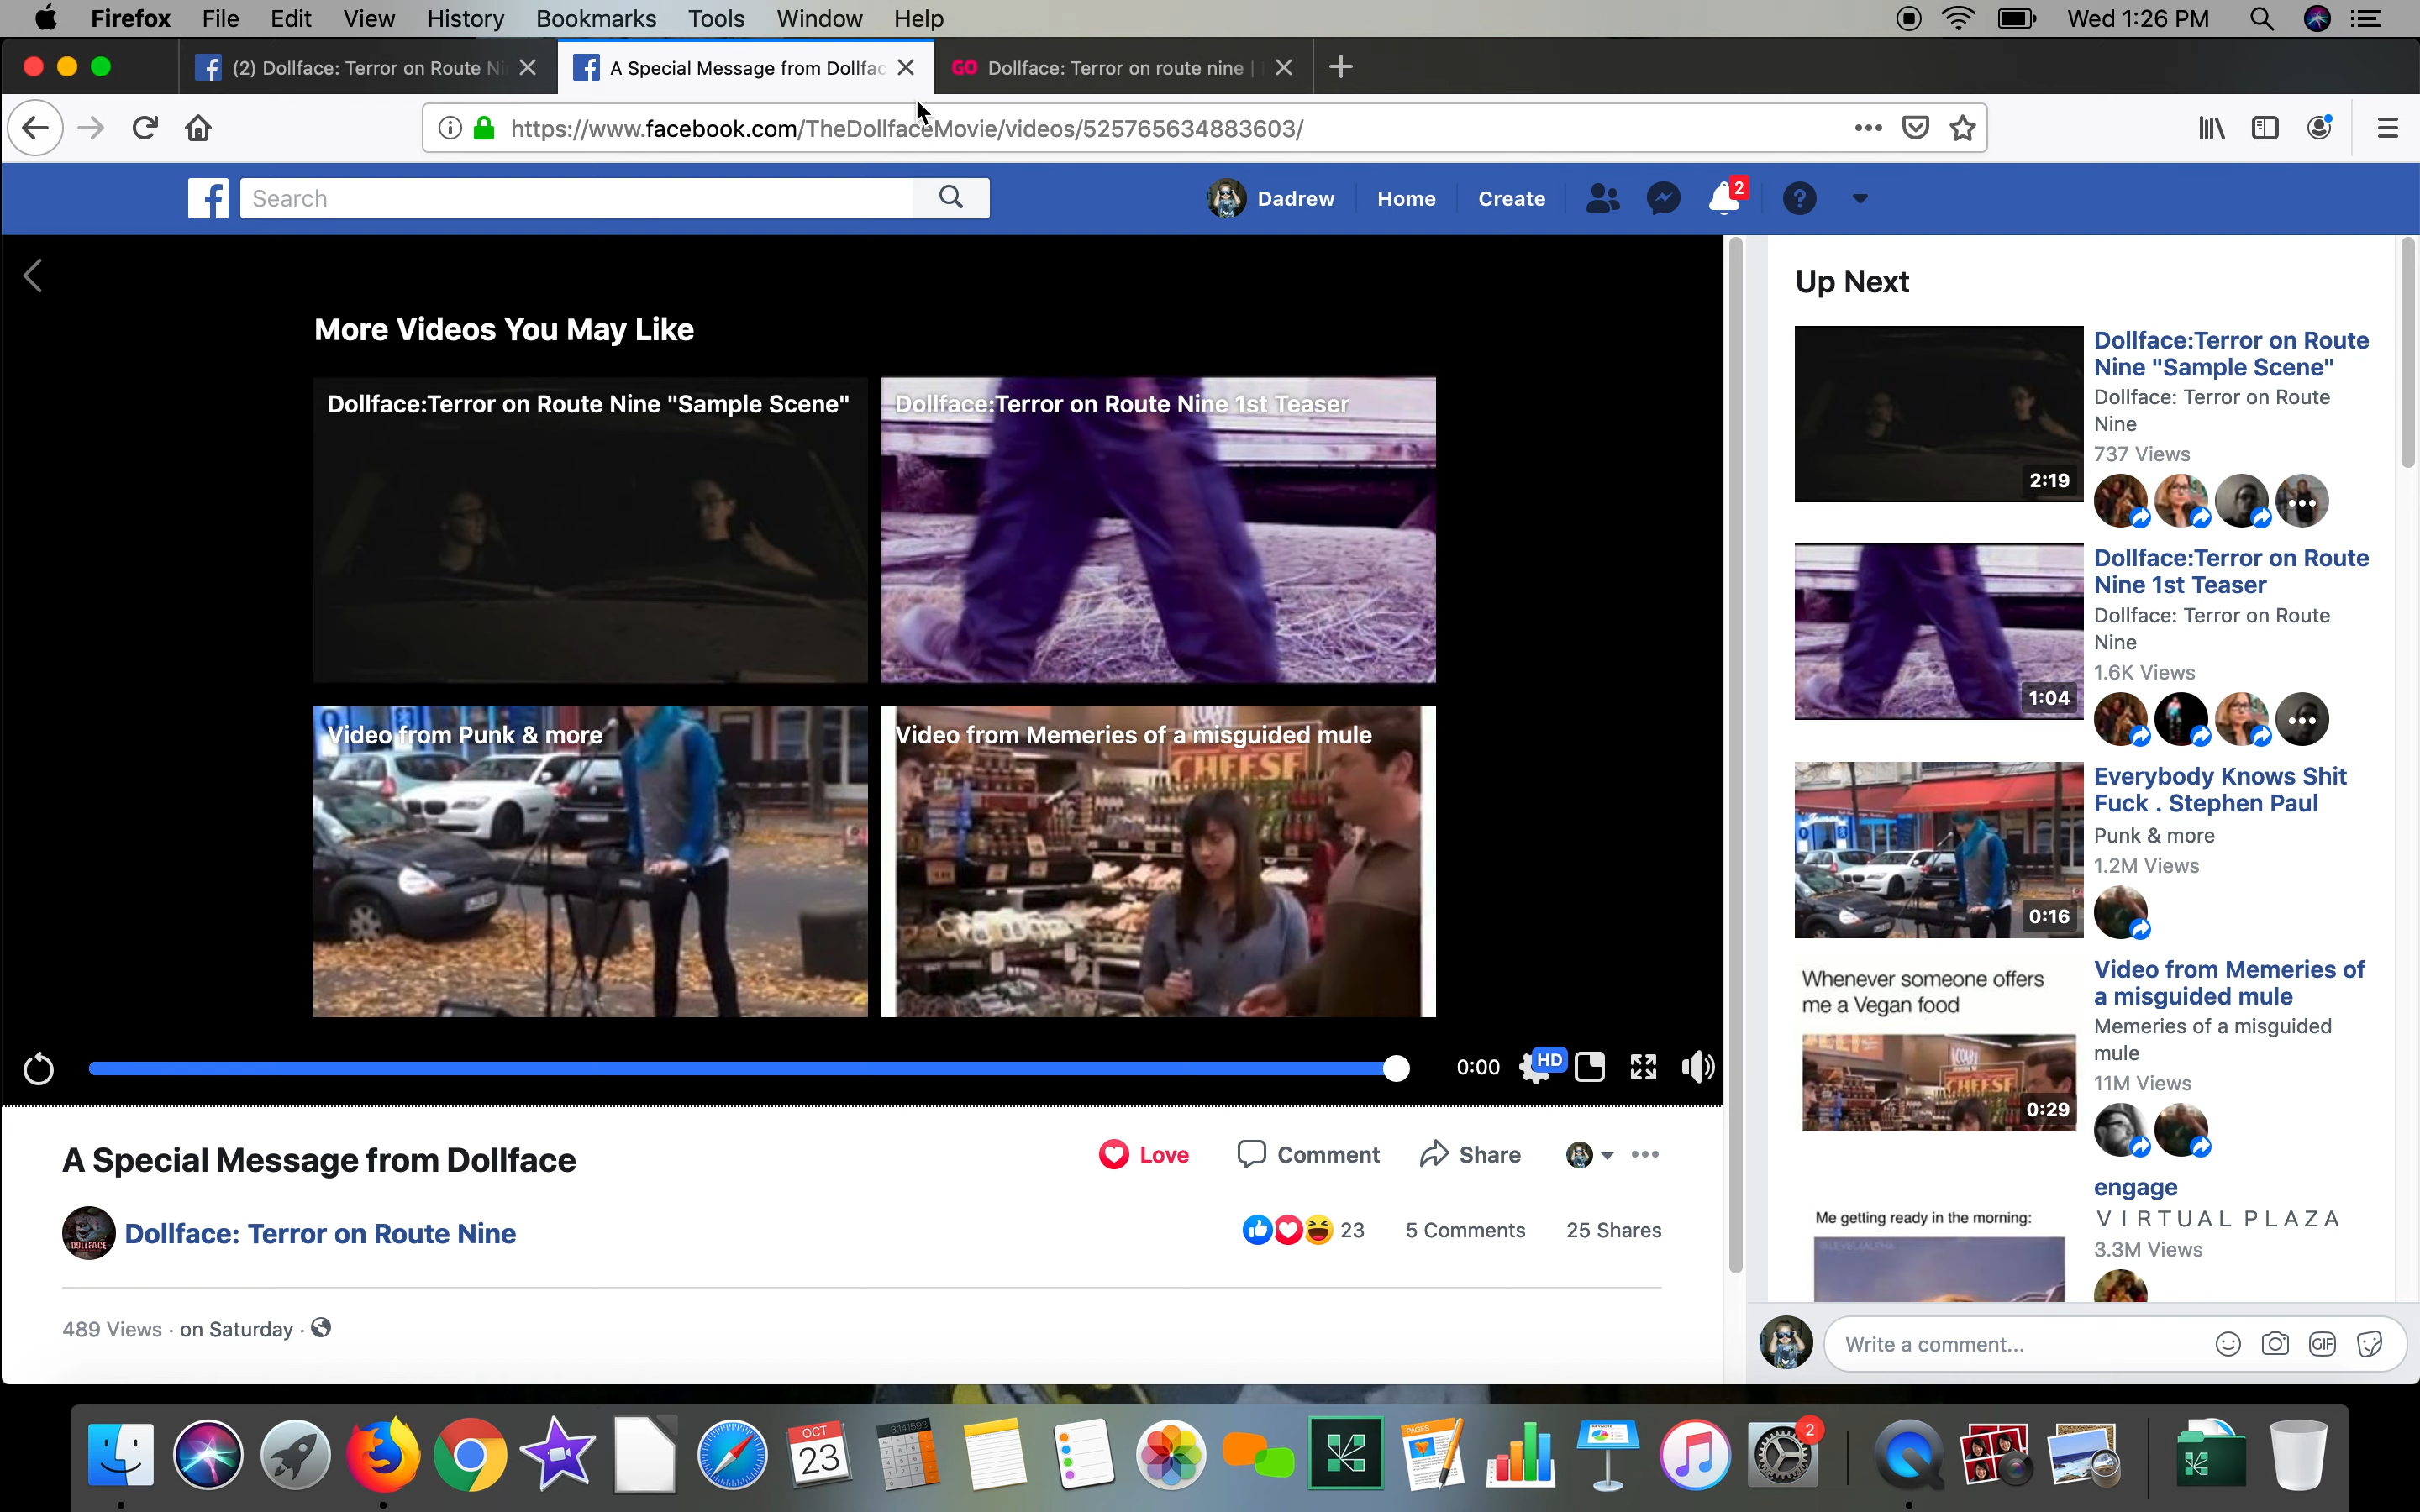 Firefox File Edit View History Bookmarks Tools Window Help
Wed 1:26 PM
(2) Dollface: Terror on Route Ni
A Special Message from Dollfac
GO Dollface: Terror on route nine |
https://www.facebook.com/TheDollfaceMovie/videos/525765634883603/
Search
Dadrew
Home
Create
2
More Videos You May Like
Dollface:Terror on Route Nine "Sample Scene"
Dollface:Terror on Route Nine 1st Teaser
Video from Punk & more
Video from Memeries of a misguided mule
CHEESE
0:00
HD
A Special Message from Dollface
Love
Comment
Share
DOLLFACE
Dollface: Terror on Route Nine
23
5 Comments
25 Shares
489 Views · on Saturday ·
Up Next
2:19
Dollface:Terror on Route
Nine "Sample Scene"
Dollface: Terror on Route
Nine
737 Views
1:04
Dollface:Terror on Route
Nine 1st Teaser
Dollface: Terror on Route
Nine
1.6K Views
0:16
Everybody Knows Shit
Fuck . Stephen Paul
Punk & more
1.2M Views
Whenever someone offers
me a Vegan food
CHEESE
0:29
Video from Memeries of
a misguided mule
Memeries of a misguided
mule
11M Views
Me getting ready in the morning:
engage
V I R T U A L P L A Z A
3.3M Views
Write a comment...
GIF
OCT
23
PAGES
2